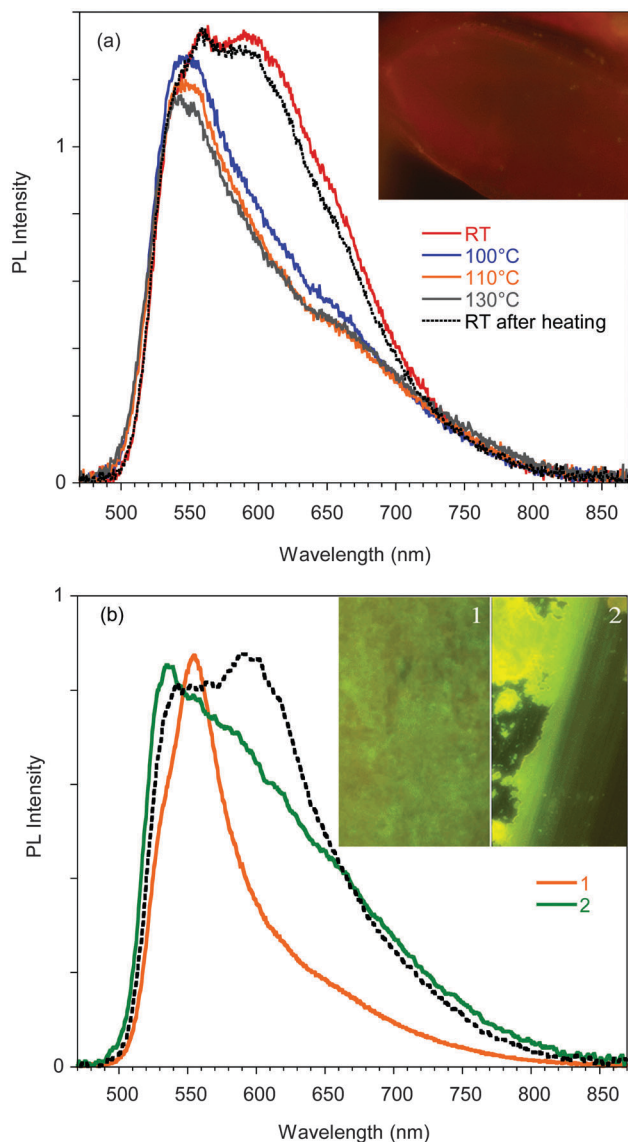 (a)
PL Intensity
1
0
RT
100°C
110°C
130°C
RT after heating
500 550 600 650 700 750 800 850
Wavelength (nm)
1
(b)
1
2
PL Intensity
1
2
0
500 550 600 650 700 750 800 850
Wavelength (nm)